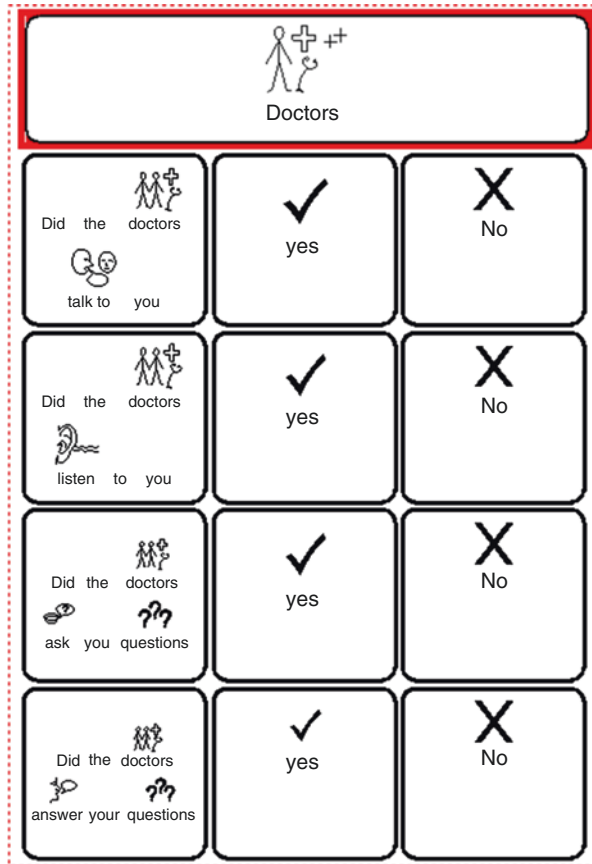 Doctors
Did the doctors
talk to you
yes
No
Did the doctors
listen to you
yes
No
Did the doctors
ask you questions
yes
No
Did the doctors
answer your questions
yes
No